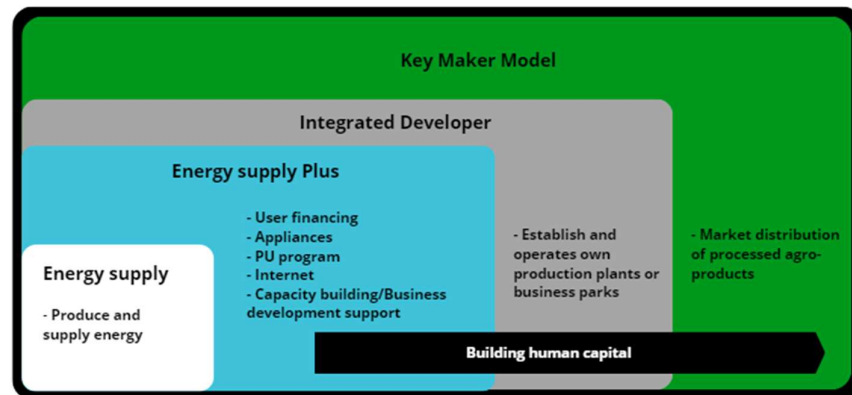 Key Maker Model
Integrated Developer
Energy supply Plus
- User financing
- Appliances
- PU program
- Internet
- Capacity building/Business
development support
- Establish and
operates own
production plants or
business parks
- Market distribution
of processed agro-
products
Energy supply
- Produce and
supply energy
Building human capital